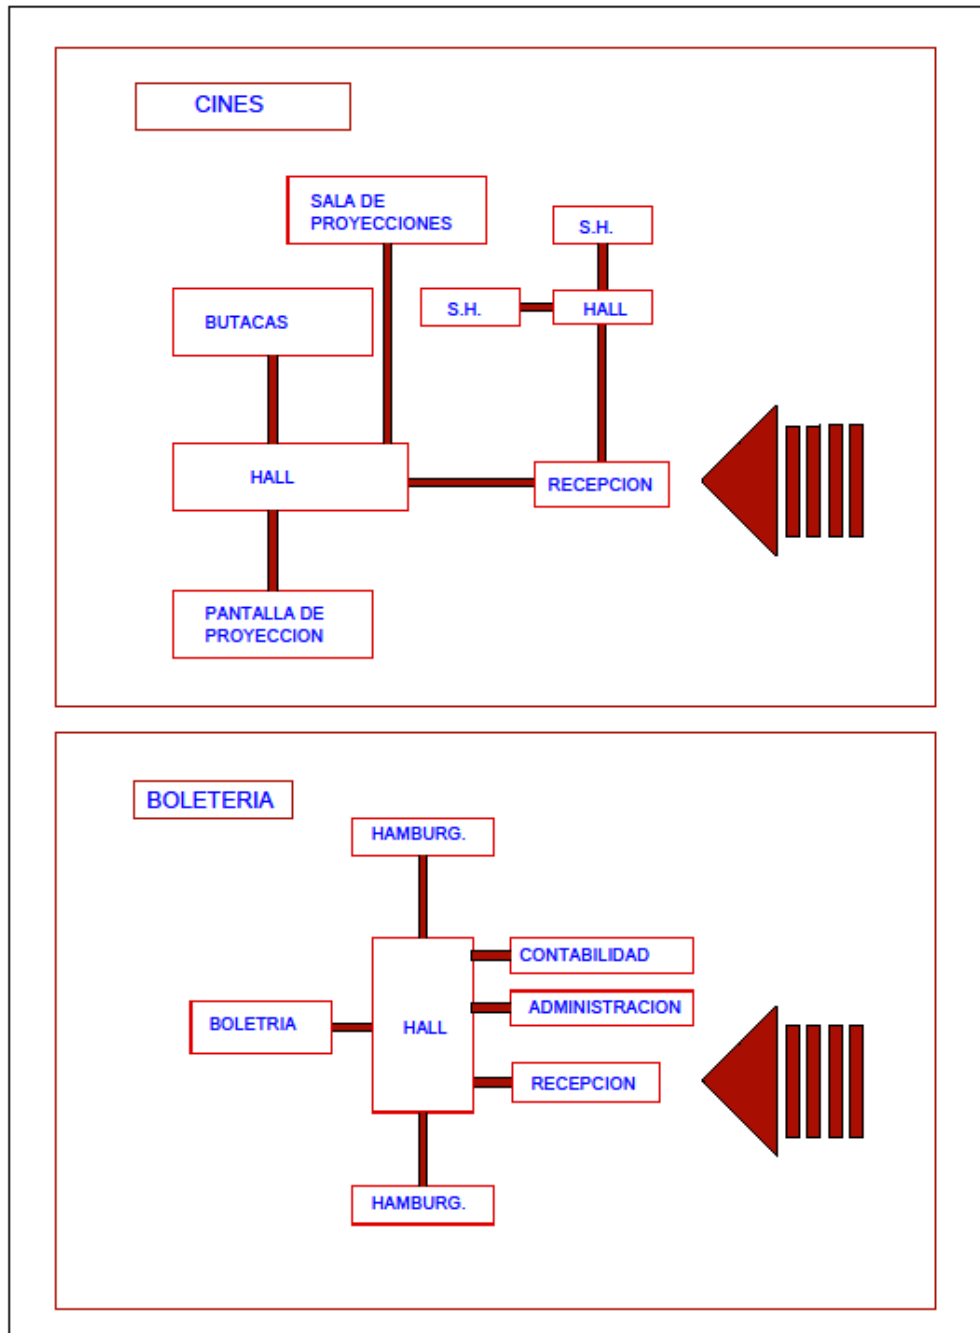 CINES
SALA DE
PROYECCIONES
S.H.
S.H.
HALL
BUTACAS
HALL
RECEPCION
PANTALLA DE
PROYECCION
BOLETERIA
HAMBURG.
CONTABILIDAD
ADMINISTRACION
BOLETRIA
HALL
RECEPCION
HAMBURG.